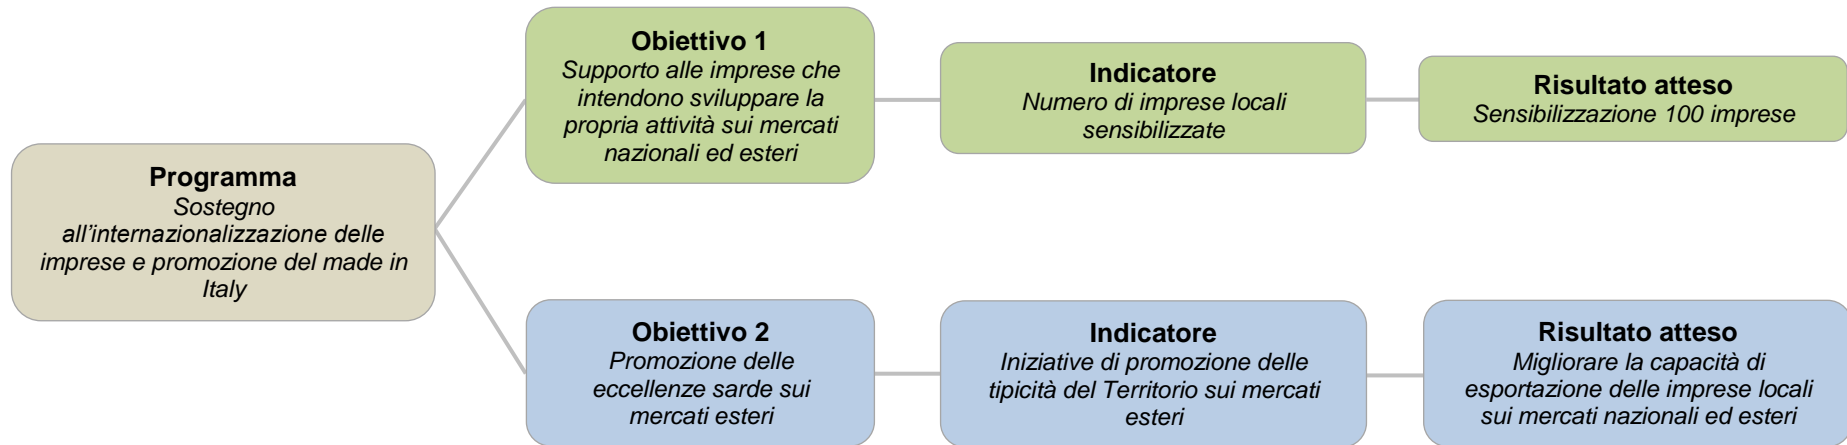 Programma
Sostegno
all’internazionalizzazione delle
imprese e promozione del made in
Italy
Obiettivo 1
Supporto alle imprese che
intendono sviluppare la
propria attività sui mercati
nazionali ed esteri
Indicatore
Numero di imprese locali
sensibilizzate
Risultato atteso
Sensibilizzazione 100 imprese
Obiettivo 2
Promozione delle
eccellenze sarde sui
mercati esteri
Indicatore
Iniziative di promozione delle
tipicità del Territorio sui mercati
esteri
Risultato atteso
Migliorare la capacità di
esportazione delle imprese locali
sui mercati nazionali ed esteri